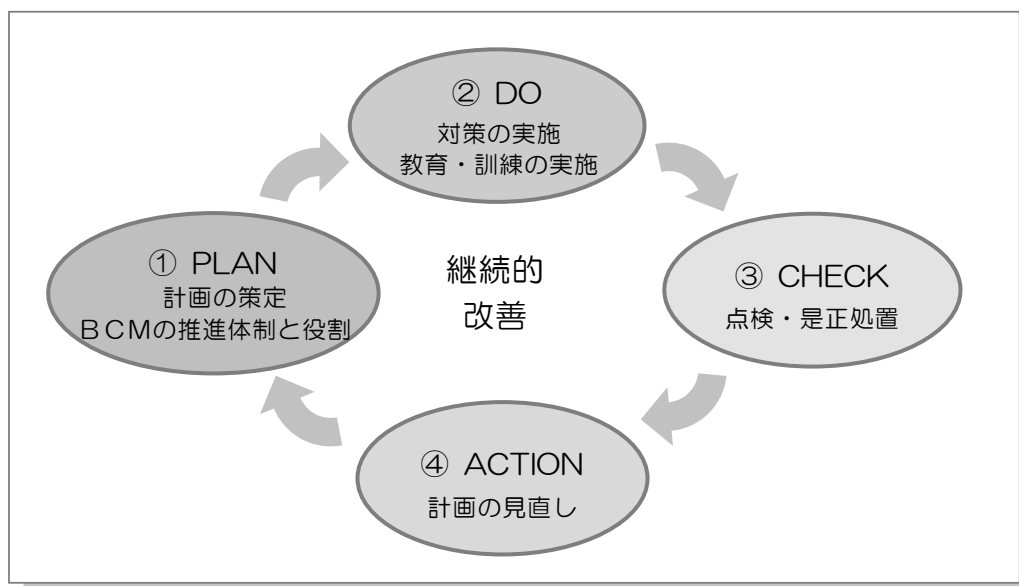 ① PLAN
計画の策定
ＢＣＭの推進体制と役割
② DO
対策の実施
教育・訓練の実施
③ CHECK
点検・是正処置
④ ACTION
計画の見直し
継続的
改善